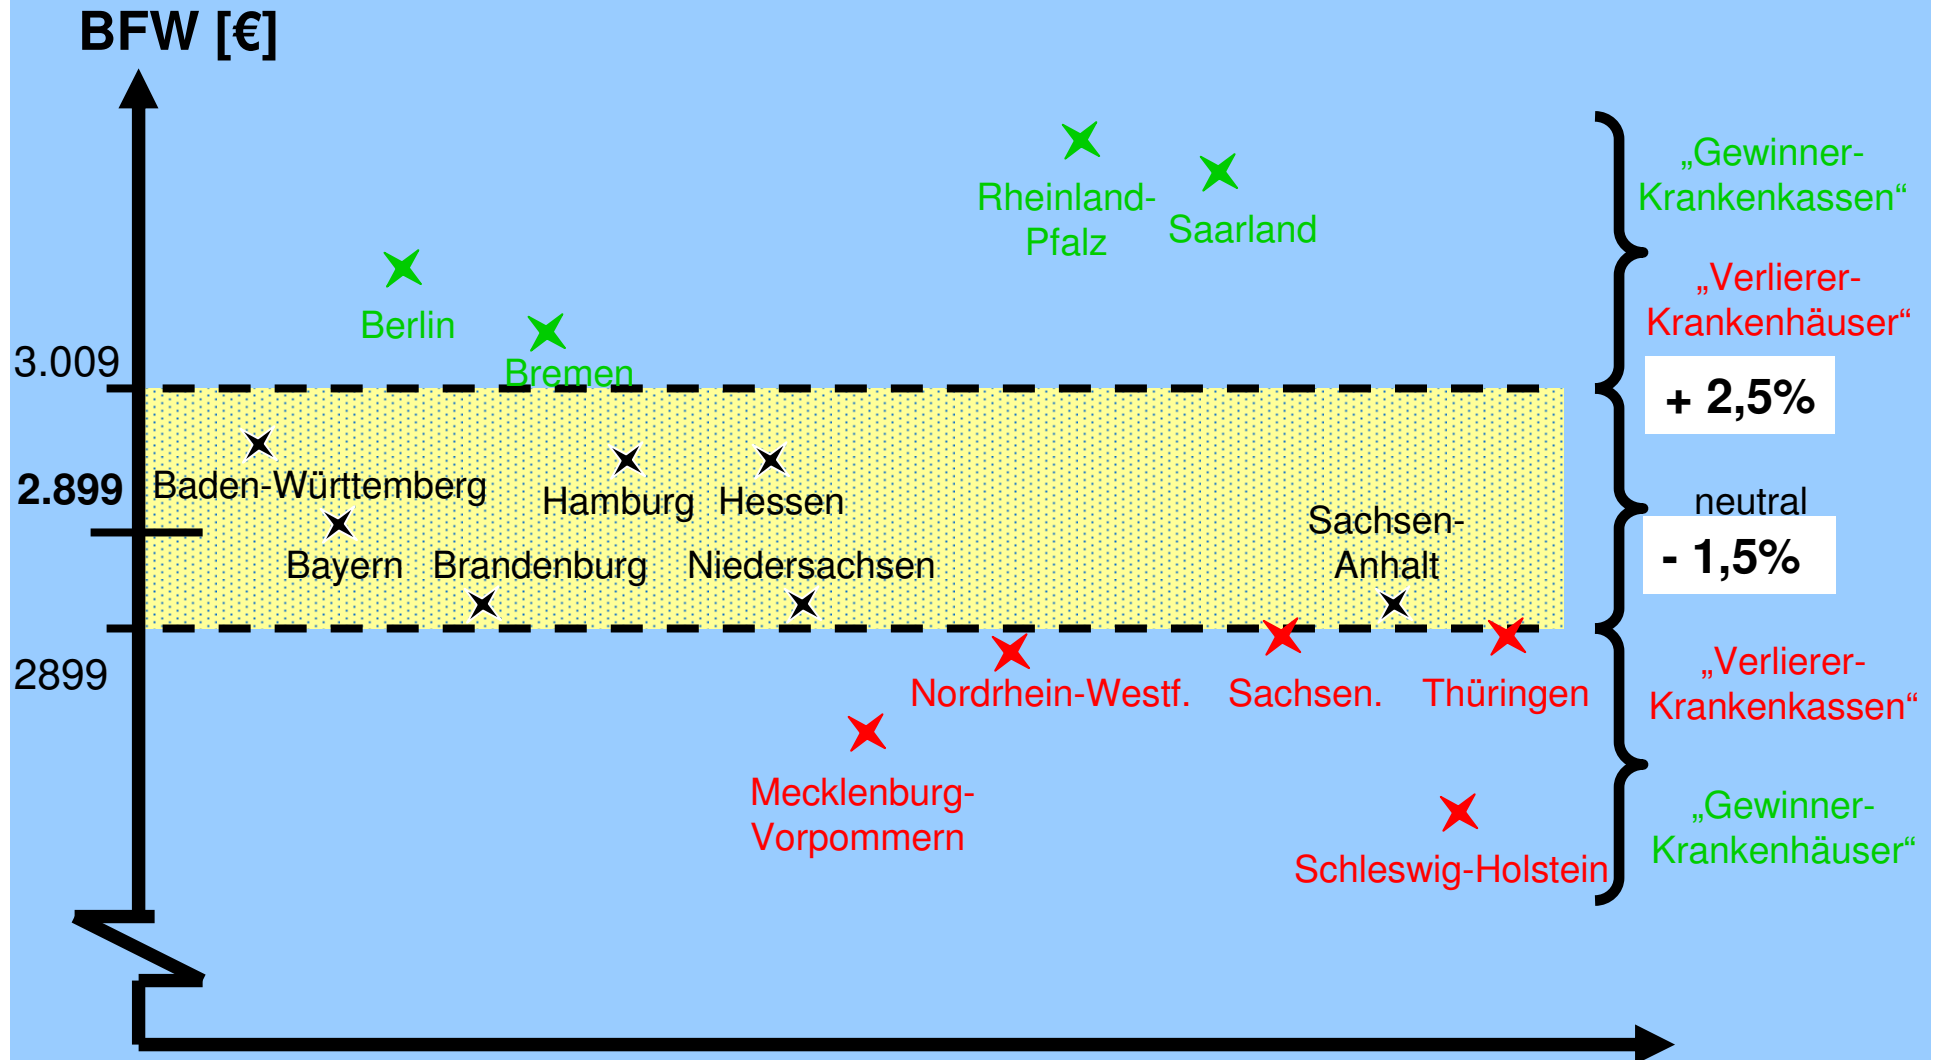 BFW [€]
„Gewinner-
Krankenkassen“
Rheinland-
Pfalz
Saarland
„Verlierer-
Krankenhäuser“
Berlin
3.009
Bremen
+ 2,5%
Baden-Württemberg
2.899
Hamburg
Hessen
neutral
Sachsen-
Anhalt
Bayern
Brandenburg
Niedersachsen
- 1,5%
2899
Nordrhein-Westf.
Sachsen.
Thüringen
„Verlierer-
Krankenkassen“
Mecklenburg-
Vorpommern
Schleswig-Holstein
„Gewinner-
Krankenhäuser“